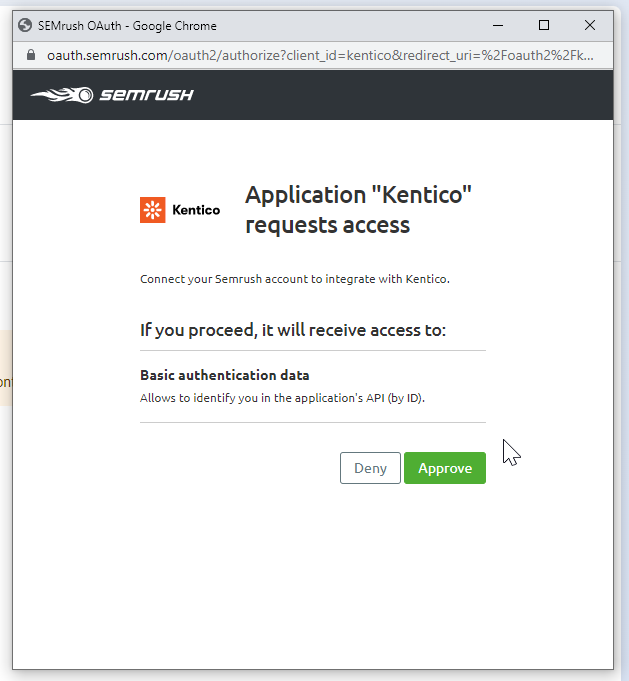 SEMrush OAuth - Google Chrome
oauth.semrush.com/oauth2/authorize?client_id=kentico&redirect_uri=%2Foauth2%2Fk...
semrush
Kentico
Application "Kentico"
requests access
Connect your Semrush account to integrate with Kentico.
If you proceed, it will receive access to:
Basic authentication data
Allows to identify you in the application's API (by ID).
Deny
Approve